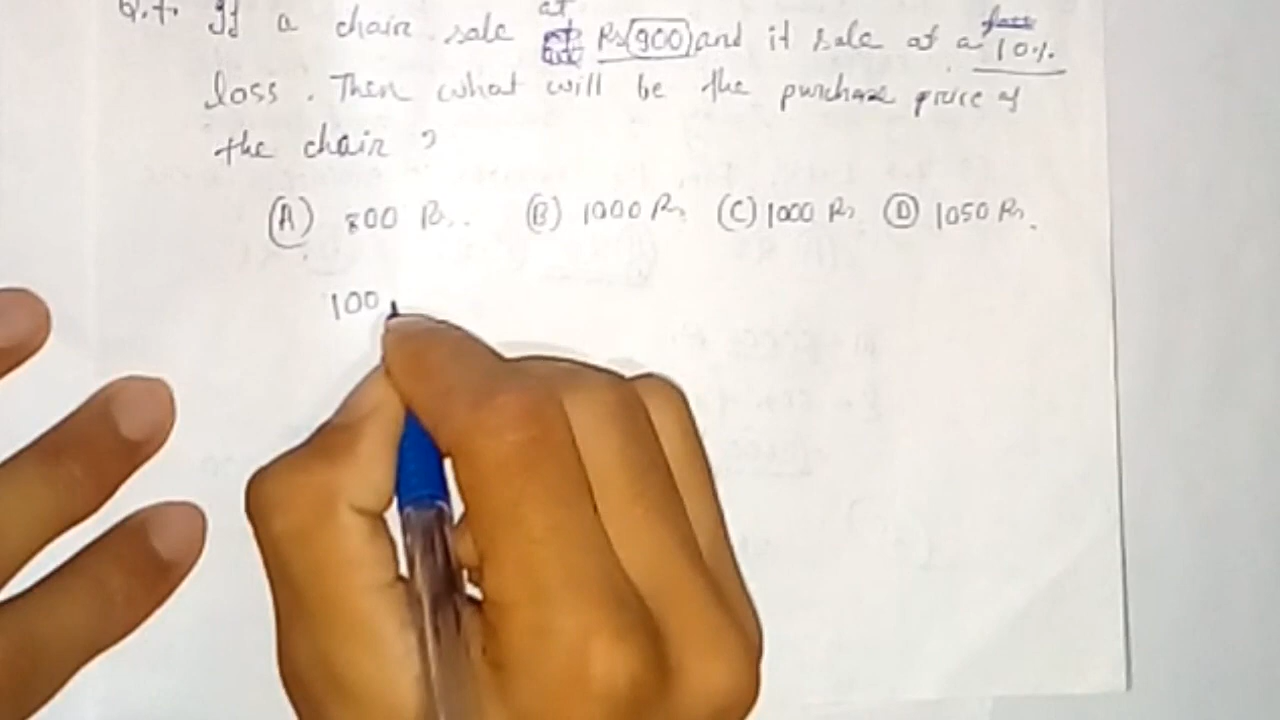 Q.7. If a chair sale at Rs 900 and it sale at a 10%
loss. Then what will be the purchase price of
the chair ?
(A) 800 Rs.. (B) 1000 Rs (C) 1000 Rs (D) 1050 Rs.
100